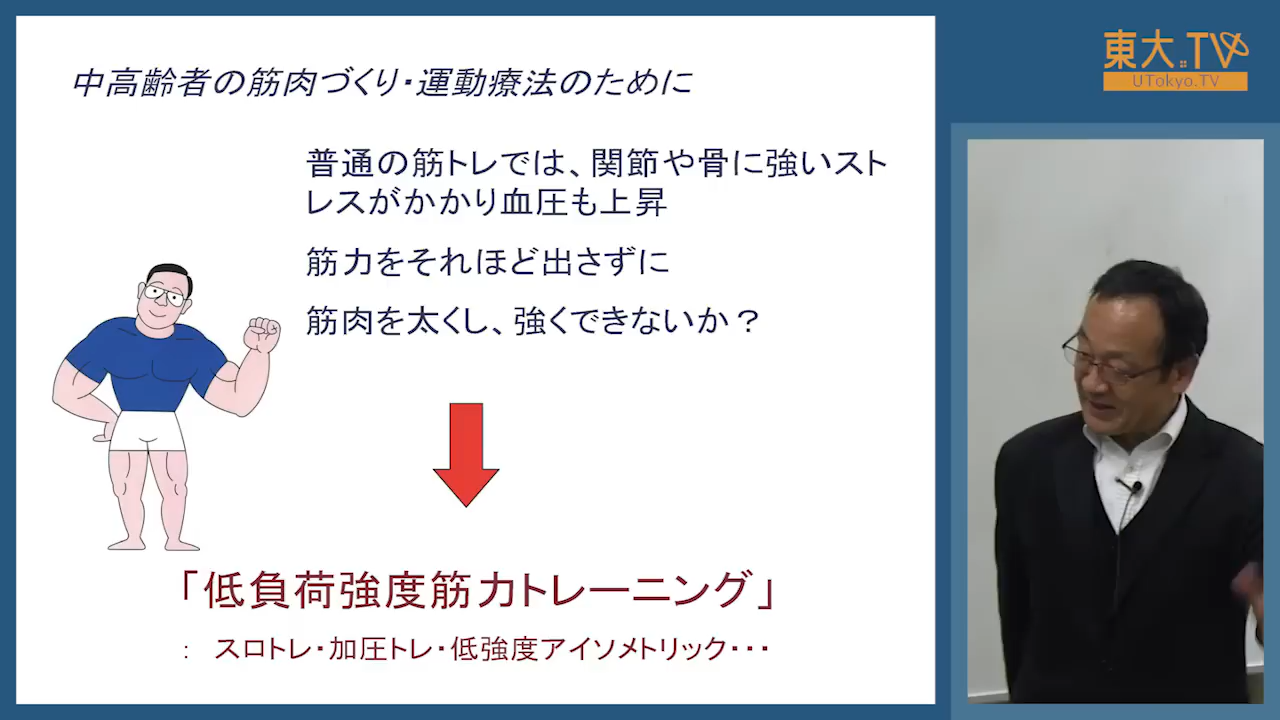 中高齢者の筋肉づくり・運動療法のために
普通の筋トレでは、関節や骨に強いスト
レスがかかり血圧も上昇
筋力をそれほど出さずに
筋肉を太くし、強くできないか？
「低負荷強度筋力トレーニング」
： スロトレ・加圧トレ・低強度アイソメトリック・・・
東大.TV
UTokyo.TV